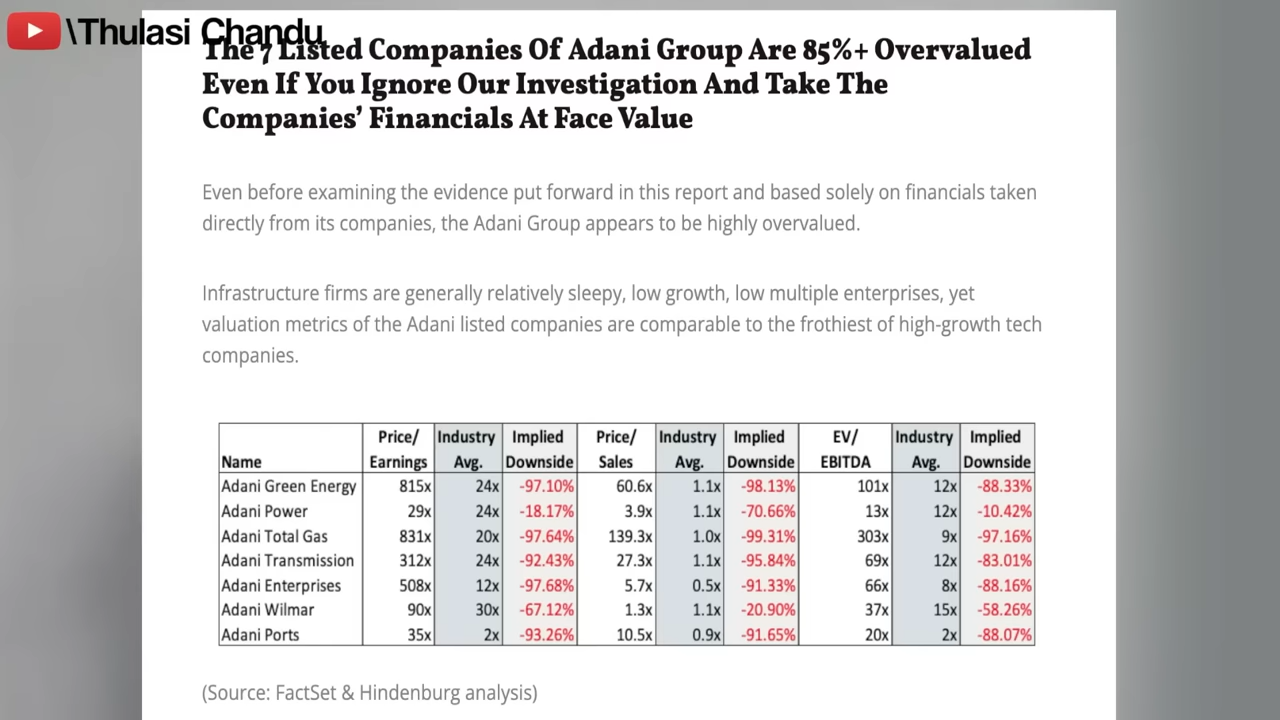 \Thulasi Chandu
The 7 Listed Companies Of Adani Group Are 85%+ Overvalued
Even If You Ignore Our Investigation And Take The
Companies’ Financials At Face Value
Even before examining the evidence put forward in this report and based solely on financials taken
directly from its companies, the Adani Group appears to be highly overvalued.
Infrastructure firms are generally relatively sleepy, low growth, low multiple enterprises, yet
valuation metrics of the Adani listed companies are comparable to the frothiest of high-growth tech
companies.
Price/ Industry Implied Price/ Industry Implied EV/ Industry Implied
Name Earnings Avg. Downside Sales Avg. Downside EBITDA Avg. Downside
Adani Green Energy 815x 24x -97.10% 60.6x 1.1x -98.13% 101x 12x -88.33%
Adani Power 29x 24x -18.17% 3.9x 1.1x -70.66% 13x 12x -10.42%
Adani Total Gas 831x 20x -97.64% 139.3x 1.0x -99.31% 303x 9x -97.16%
Adani Transmission 312x 24x -92.43% 27.3x 1.1x -95.84% 69x 12x -83.01%
Adani Enterprises 508x 12x -97.68% 5.7x 0.5x -91.33% 66x 8x -88.16%
Adani Wilmar 90x 30x -67.12% 1.3x 1.1x -20.90% 37x 15x -58.26%
Adani Ports 35x 2x -93.26% 10.5x 0.9x -91.65% 20x 2x -88.07%
(Source: FactSet & Hindenburg analysis)